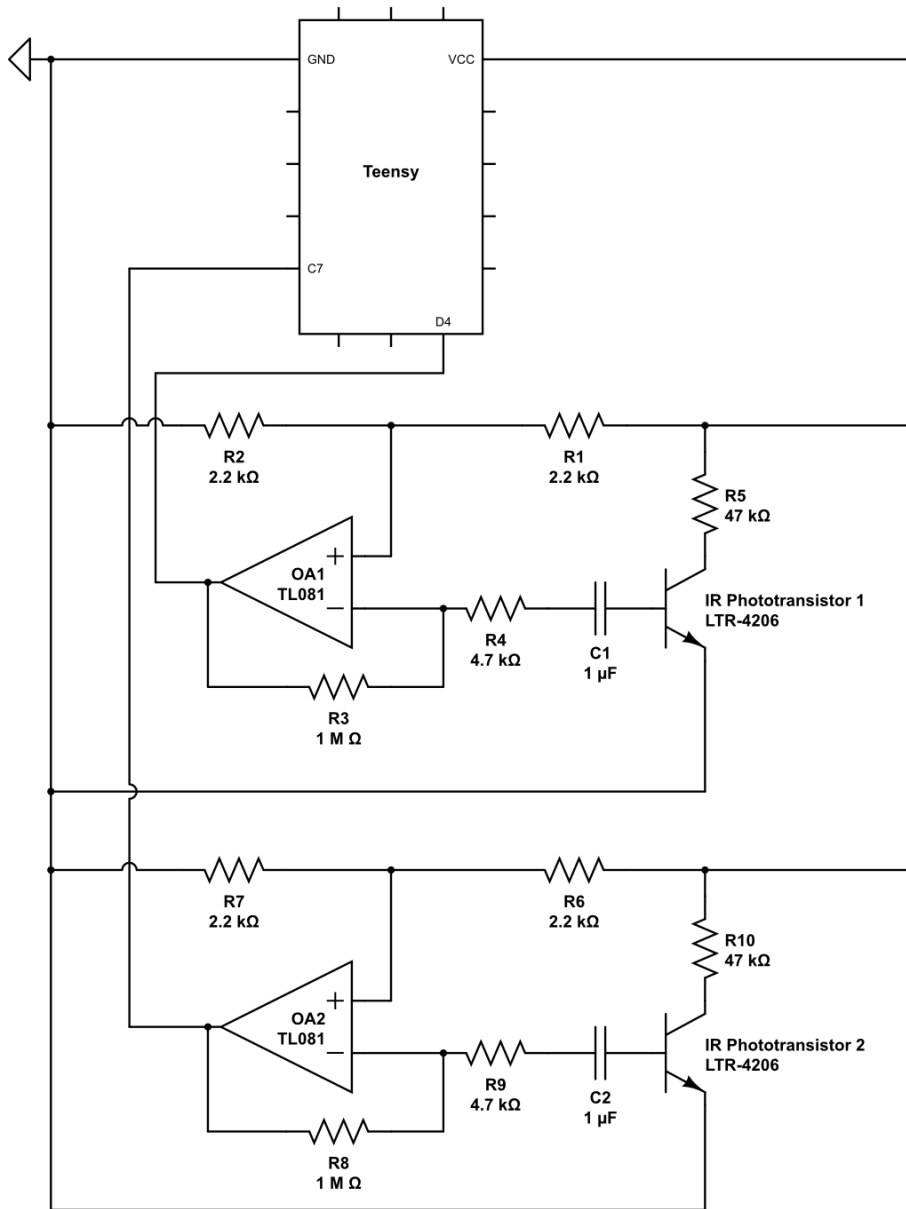 GND
VCC
Teensy
C7
D4
R2
2.2 kΩ
R1
2.2 kΩ
R5
47 kΩ
+
OA1
TL081
−
R4
4.7 kΩ
C1
1 µF
IR Phototransistor 1
LTR-4206
R3
1 M Ω
R7
2.2 kΩ
R6
2.2 kΩ
R10
47 kΩ
+
OA2
TL081
−
R9
4.7 kΩ
C2
1 µF
IR Phototransistor 2
LTR-4206
R8
1 M Ω